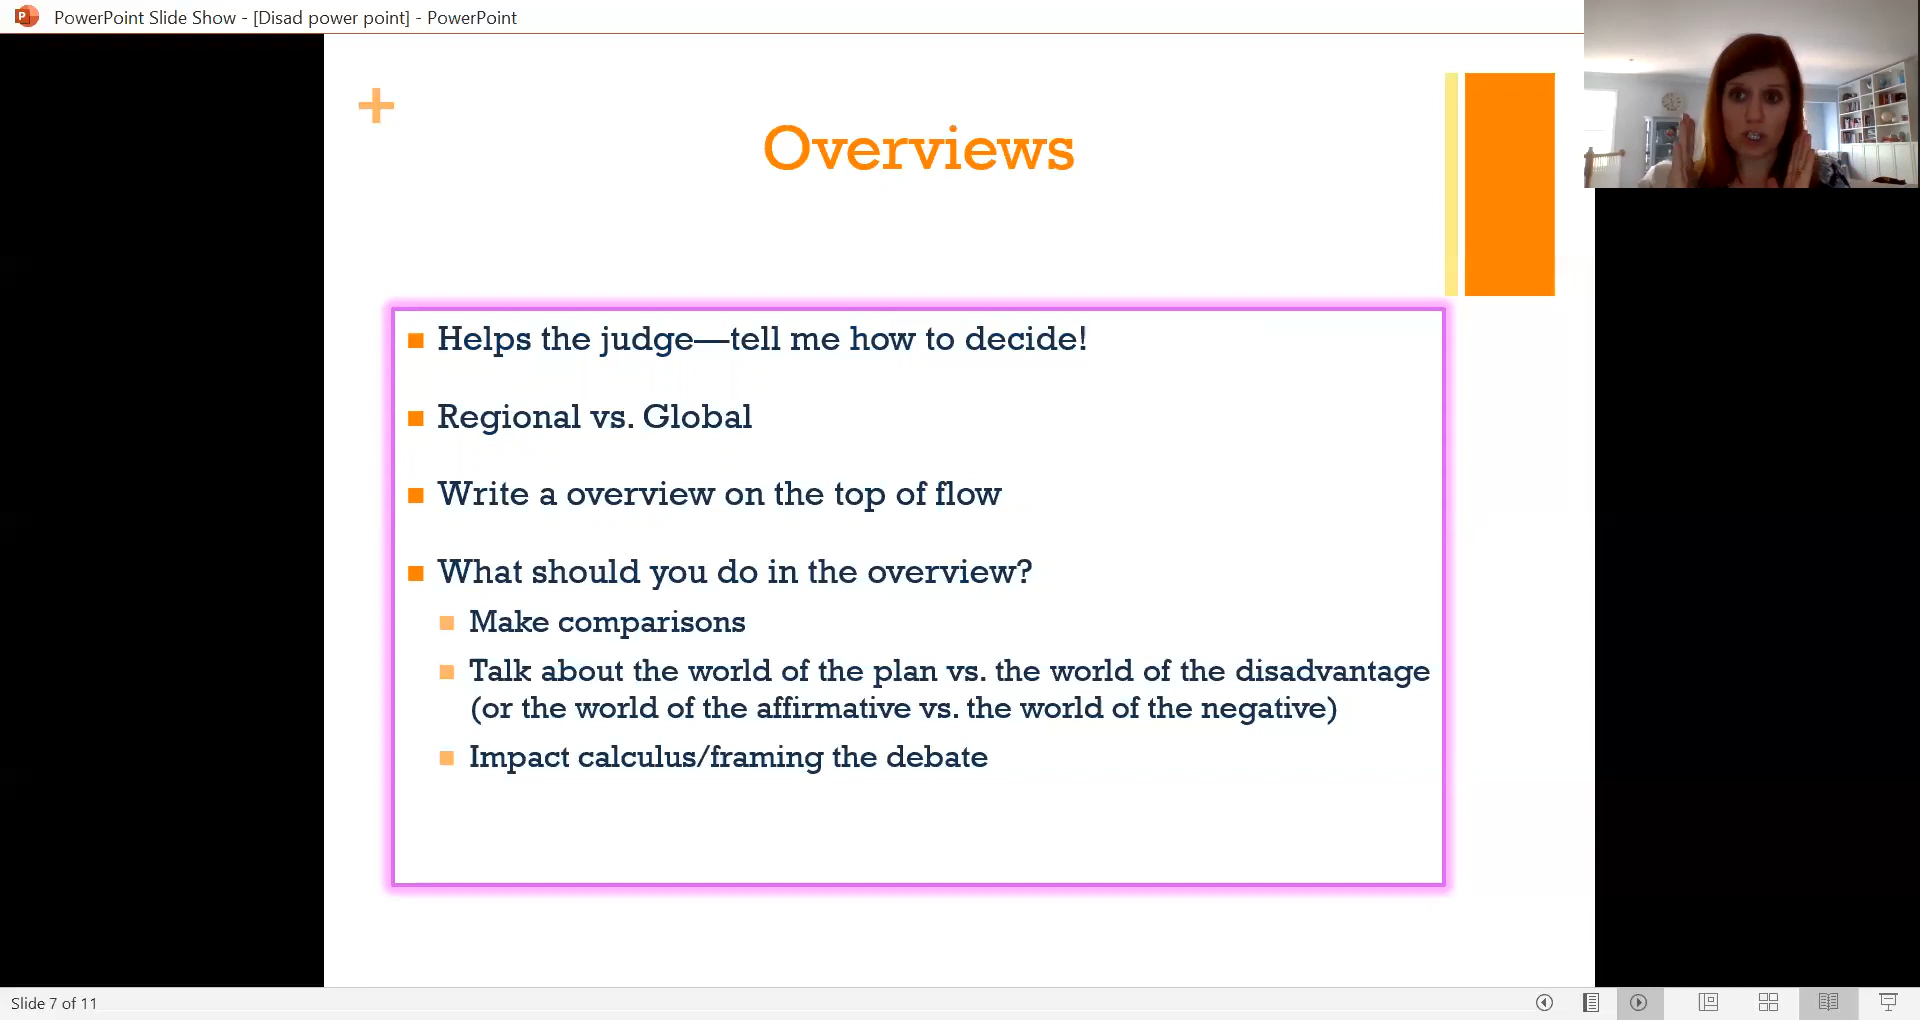 PowerPoint Slide Show - [Disad power point] - PowerPoint
Overviews
Helps the judge—tell me how to decide!
Regional vs. Global
Write a overview on the top of flow
What should you do in the overview?
Make comparisons
Talk about the world of the plan vs. the world of the disadvantage
(or the world of the affirmative vs. the world of the negative)
Impact calculus/framing the debate
Slide 7 of 11